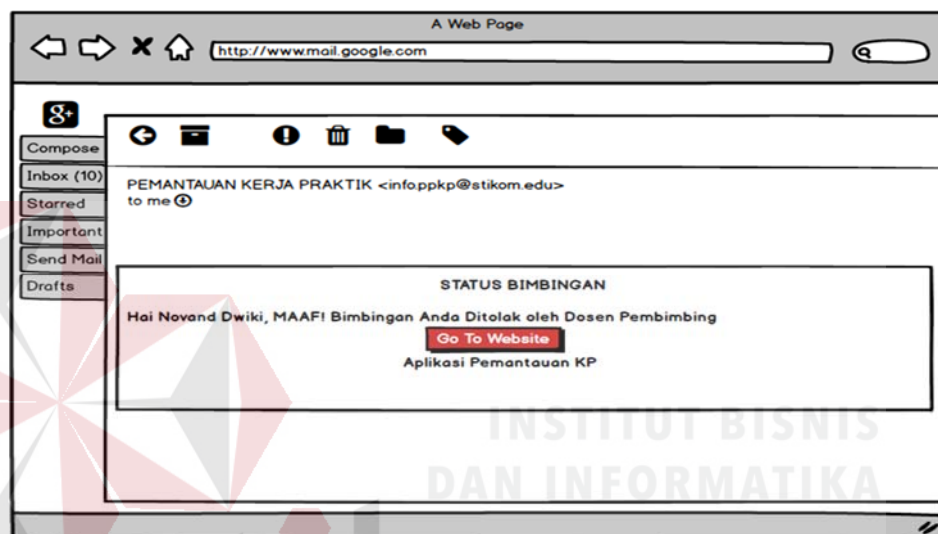 A Web Page
http://www.mail.google.com
g+
Compose
Inbox (10)
Starred
Important
Send Mail
Drafts
PEMANTAUAN KERJA PRAKTIK <info.ppkp@stikom.edu>
to me
STATUS BIMBINGAN
Hai Novand Dwiki, MAAF! Bimbingan Anda Ditolak oleh Dosen Pembimbing
Go To Website
Aplikasi Pemantauan KP
INSTITUT BISNIS
DAN INFORMATIKA